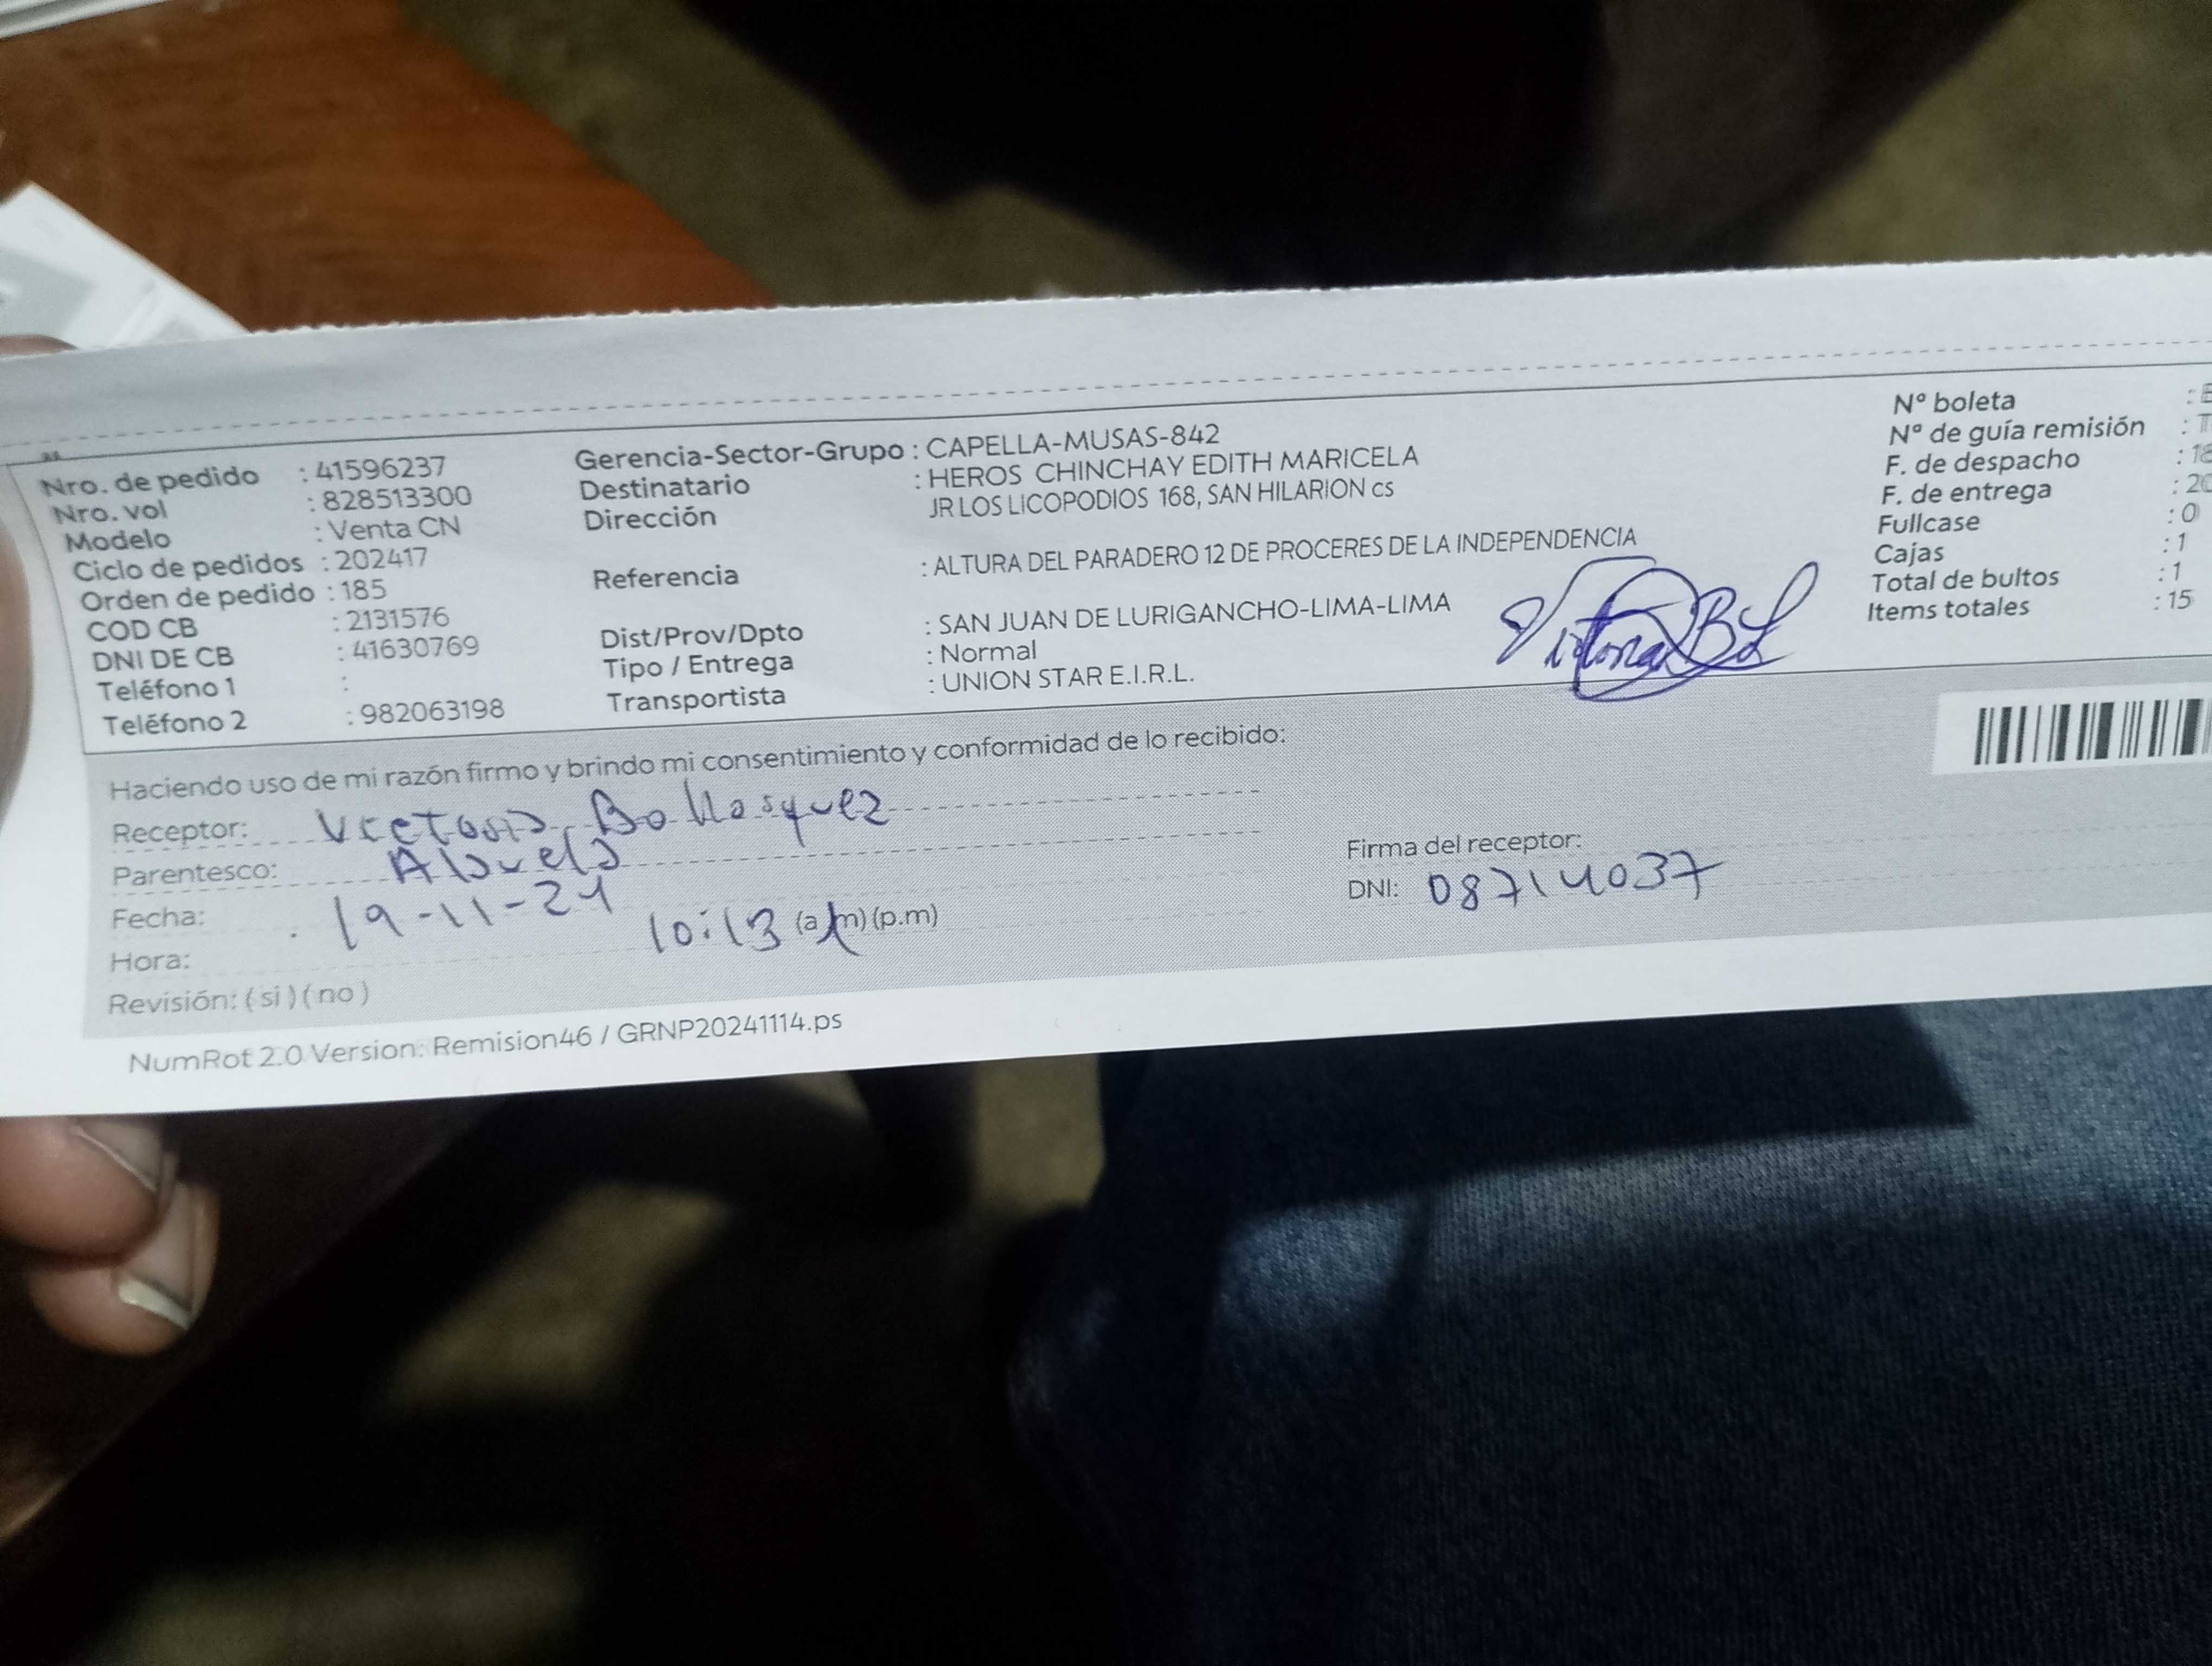 Nro. de pedido : 41596237
Nro. vol : 828513300
Modelo : Venta CN
Ciclo de pedidos : 202417
Orden de pedido : 185
COD CB : 2131576
DNI DE CB : 41630769
Teléfono 1 :
Teléfono 2 : 982063198
Gerencia-Sector-Grupo : CAPELLA-MUSAS-842
Destinatario : HEROS CHINCHAY EDITH MARICELA
Dirección JR LOS LICOPODIOS 168, SAN HILARION cs
Referencia : ALTURA DEL PARADERO 12 DE PROCERES DE LA INDEPENDENCIA
Dist/Prov/Dpto : SAN JUAN DE LURIGANCHO-LIMA-LIMA
Tipo / Entrega : Normal
Transportista : UNION STAR E.I.R.L.
N° boleta :
N° de guía remisión :
F. de despacho : 18
F. de entrega : 20
Fullcase : 0
Cajas : 1
Total de bultos : 1
Items totales : 15
Victoria BL
Haciendo uso de mi razón firmo y brindo mi consentimiento y conformidad de lo recibido:
Receptor:
Parentesco: Abuela
Fecha: 19-11-24
Hora: 10:13 (a.m) (p.m)
Revisión: (si) (no)
Firma del receptor:
DNI: 08714037
NumRot 2.0 Version: Remision46 / GRNP20241114.ps